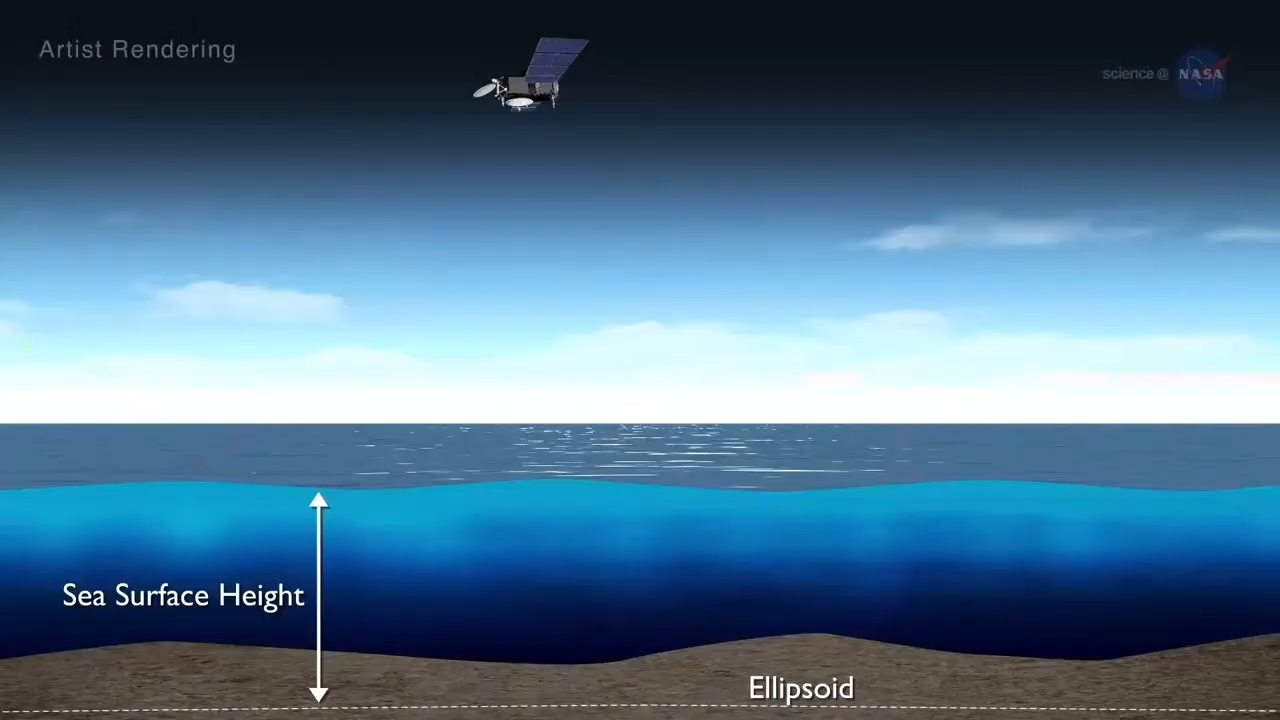 Artist Rendering
science@ NASA
Sea Surface Height
Ellipsoid